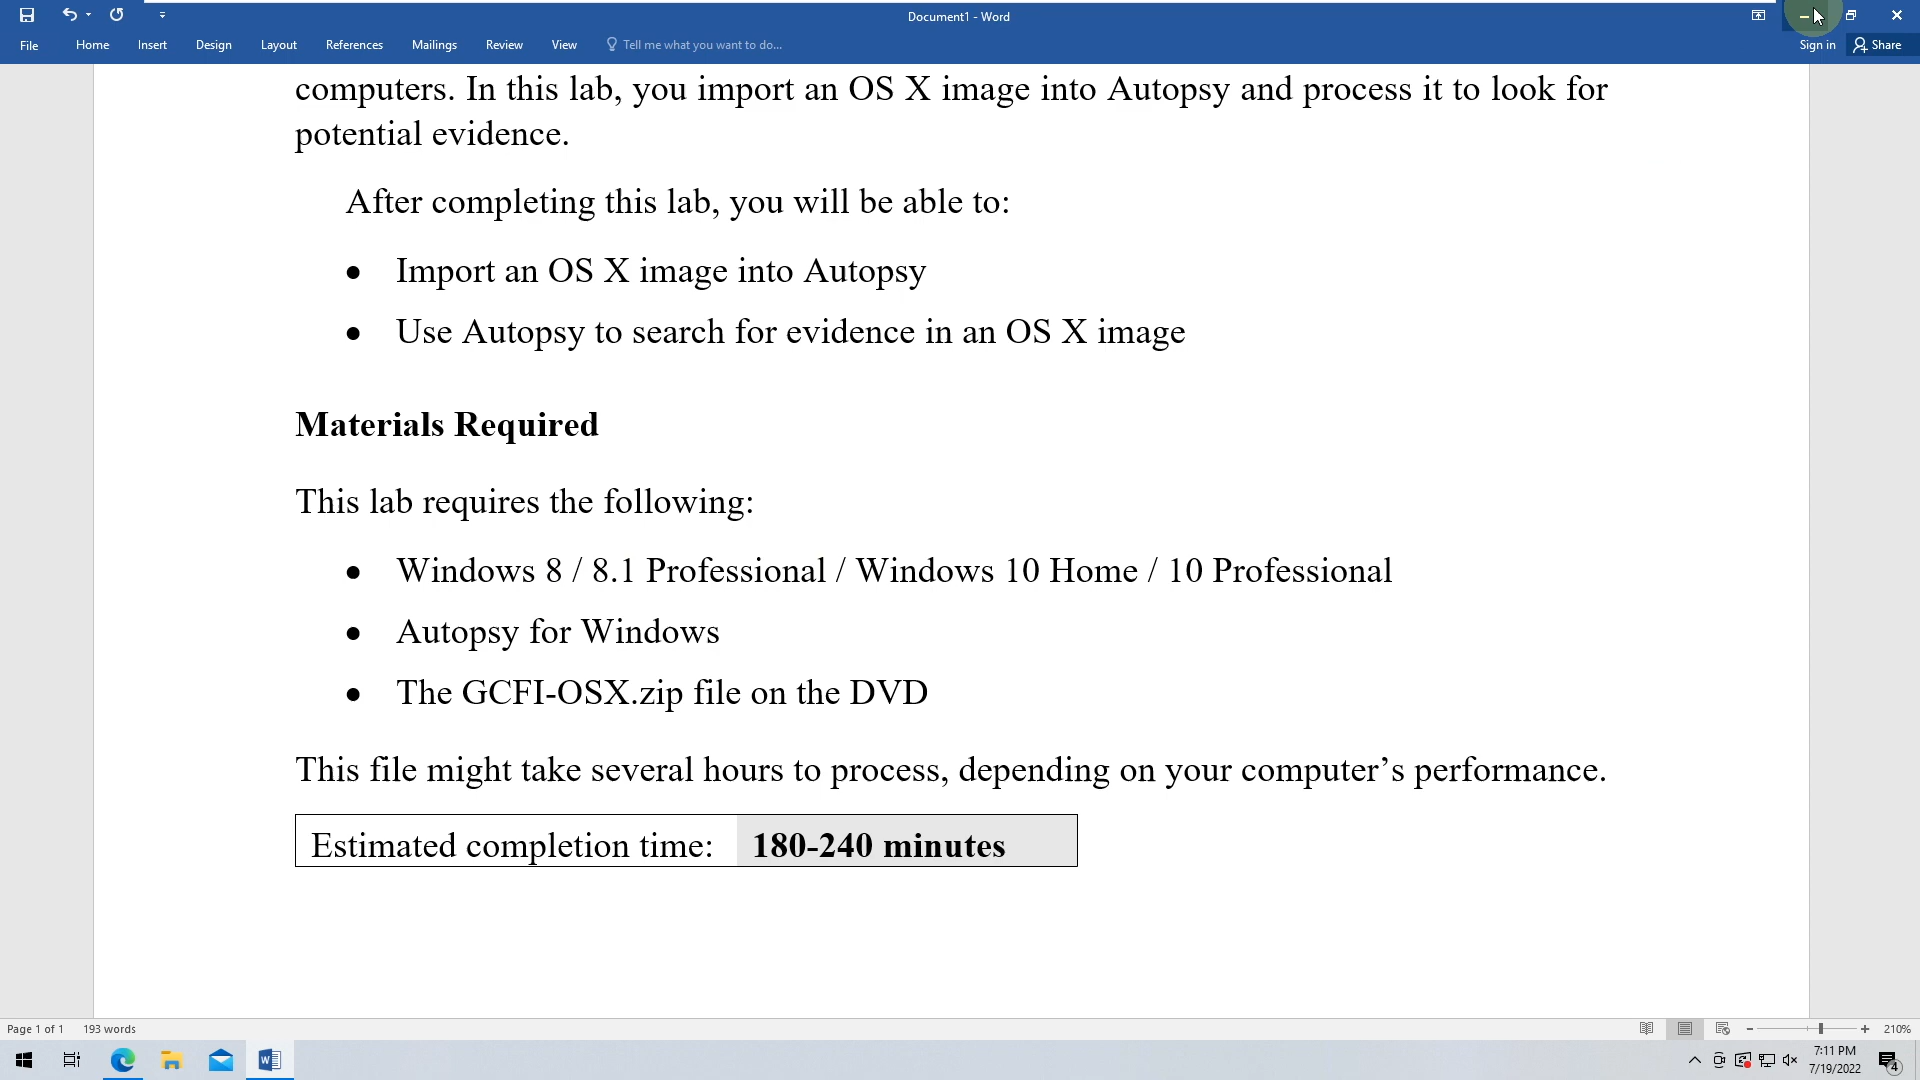 Document1 - Word
File Home Insert Design Layout References Mailings Review View Tell me what you want to do... Sign in Share
computers. In this lab, you import an OS X image into Autopsy and process it to look for
potential evidence.
After completing this lab, you will be able to:
• Import an OS X image into Autopsy
• Use Autopsy to search for evidence in an OS X image
Materials Required
This lab requires the following:
• Windows 8 / 8.1 Professional / Windows 10 Home / 10 Professional
• Autopsy for Windows
• The GCFI-OSX.zip file on the DVD
This file might take several hours to process, depending on your computer’s performance.
Estimated completion time: 180-240 minutes
Page 1 of 1 193 words 210%
7:11 PM
7/19/2022
4